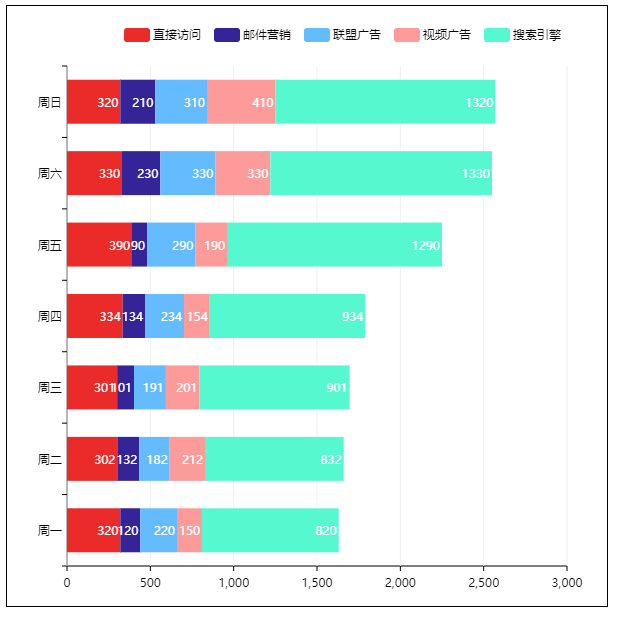 直接访问 邮件营销 联盟广告 视频广告 搜索引擎
周日 320 210 310 410 1320
周六 330 230 330 330 1330
周五 390 90 290 190 1290
周四 334 134 234 154 934
周三 301 101 191 201 901
周二 302 132 182 212 832
周一 320 120 220 150 820
0 500 1,000 1,500 2,000 2,500 3,000